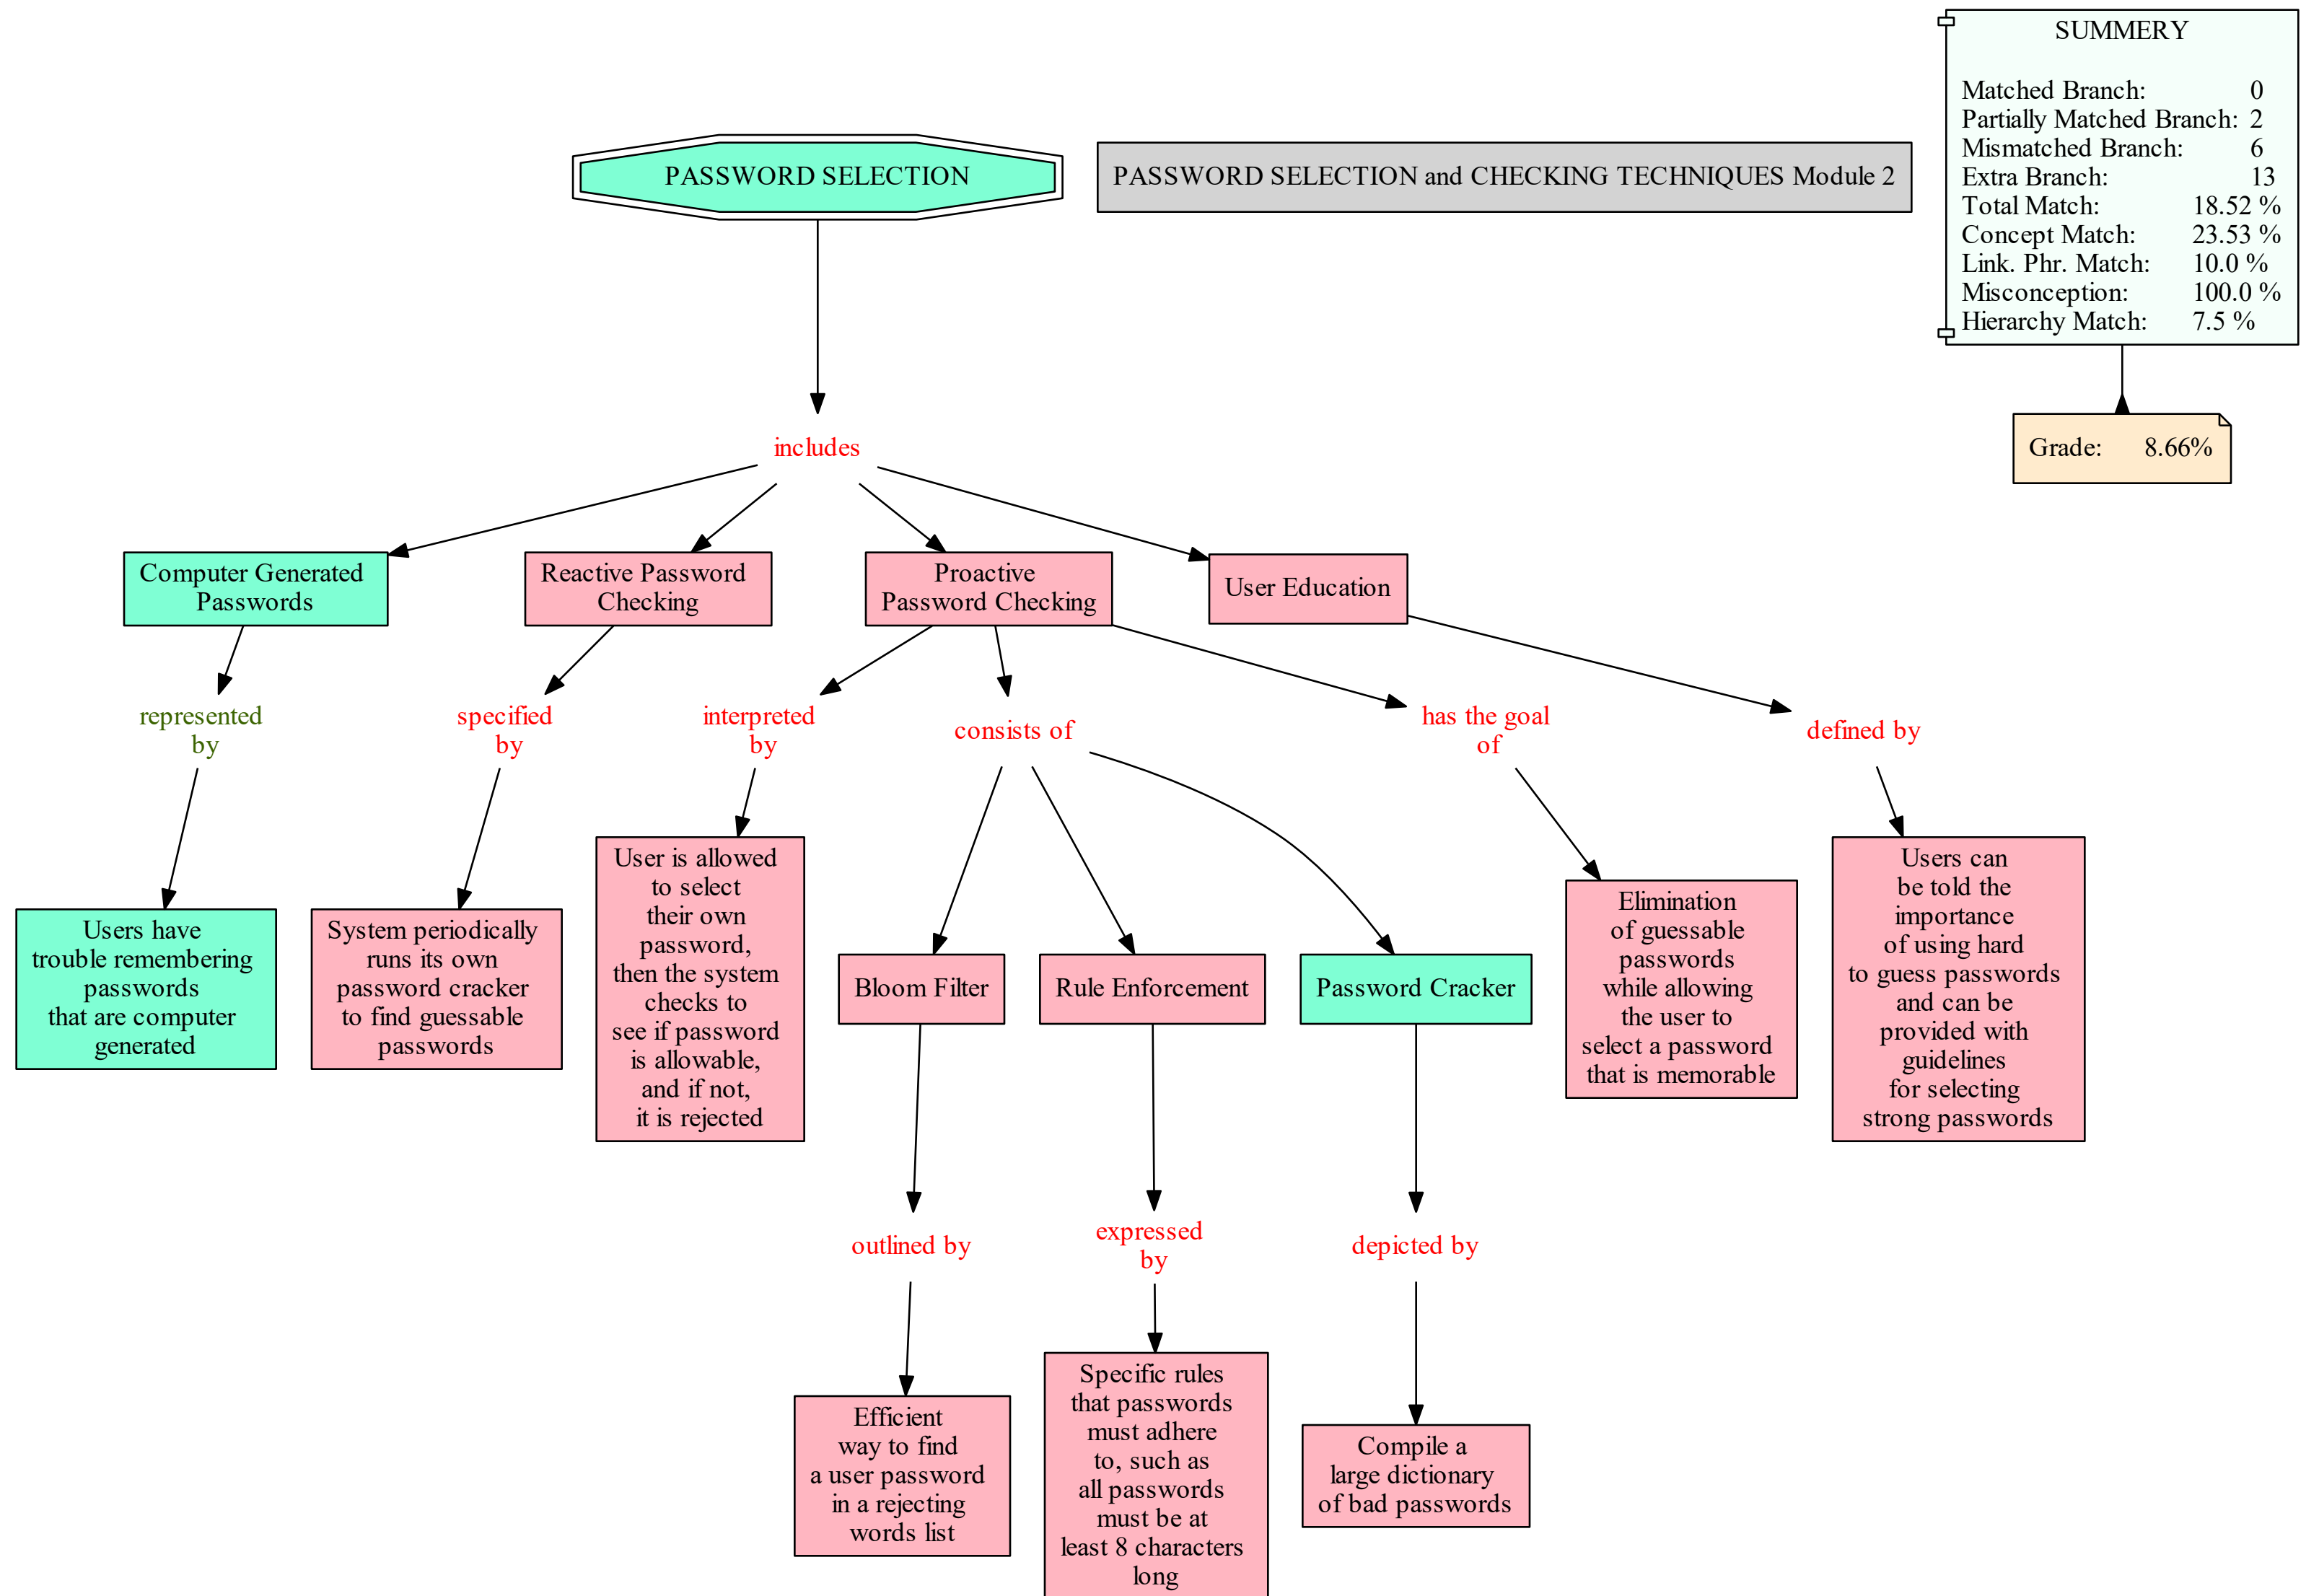 SUMMERY
Matched Branch: 0
Partially Matched Branch: 2
Mismatched Branch: 6
Extra Branch: 13
Total Match: 18.52 %
Concept Match: 23.53 %
Link. Phr. Match: 10.0 %
Misconception: 100.0 %
Hierarchy Match: 7.5 %
PASSWORD SELECTION
PASSWORD SELECTION and CHECKING TECHNIQUES Module 2
Grade: 8.66%
includes
Computer Generated
Passwords
Reactive Password
Checking
Proactive
Password Checking
User Education
represented
by
specified
by
interpreted
by
consists of
has the goal
of
defined by
Users have
trouble remembering
passwords
that are computer
generated
System periodically
runs its own
password cracker
to find guessable
passwords
User is allowed
to select
their own
password,
then the system
checks to
see if password
is allowable,
and if not,
it is rejected
Bloom Filter
Rule Enforcement
Password Cracker
Elimination
of guessable
passwords
while allowing
the user to
select a password
that is memorable
Users can
be told the
importance
of using hard
to guess passwords
and can be
provided with
guidelines
for selecting
strong passwords
outlined by
expressed
by
depicted by
Efficient
way to find
a user password
in a rejecting
words list
Specific rules
that passwords
must adhere
to, such as
all passwords
must be at
least 8 characters
long
Compile a
large dictionary
of bad passwords